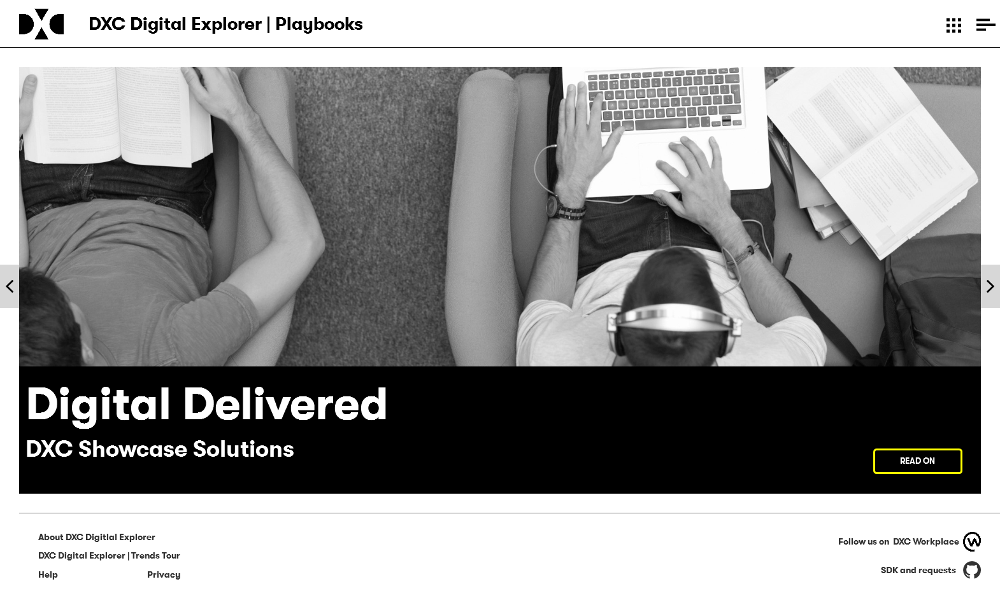 DXC
DXC Digital Explorer | Playbooks
Digital Delivered
DXC Showcase Solutions
READ ON
About DXC Digitlal Explorer
DXC Digital Explorer | Trends Tour
Help
Privacy
Follow us on DXC Workplace
SDK and requests